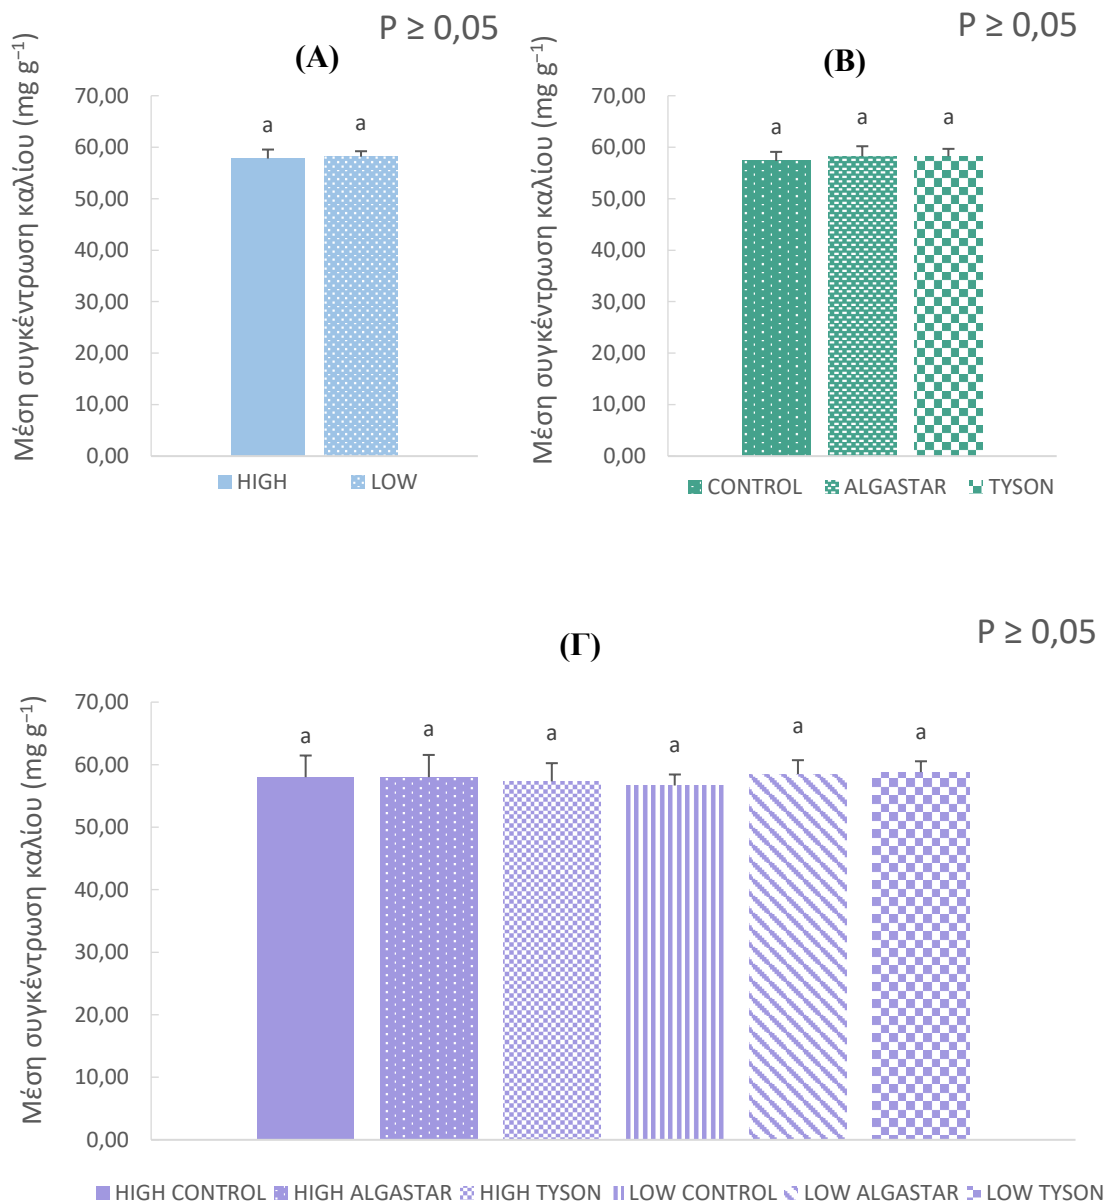 P ≥ 0,05
(A)
Μέση συγκέντρωση καλίου (mg g⁻¹)
70,00
60,00
50,00
40,00
30,00
20,00
10,00
0,00
a a
HIGH LOW
P ≥ 0,05
(B)
Μέση συγκέντρωση καλίου (mg g⁻¹)
70,00
60,00
50,00
40,00
30,00
20,00
10,00
0,00
a a a
CONTROL ALGASTAR TYSON
P ≥ 0,05
(Γ)
Μέση συγκέντρωση καλίου (mg g⁻¹)
70,00
60,00
50,00
40,00
30,00
20,00
10,00
0,00
a a a a a a
HIGH CONTROL HIGH ALGASTAR HIGH TYSON LOW CONTROL LOW ALGASTAR LOW TYSON